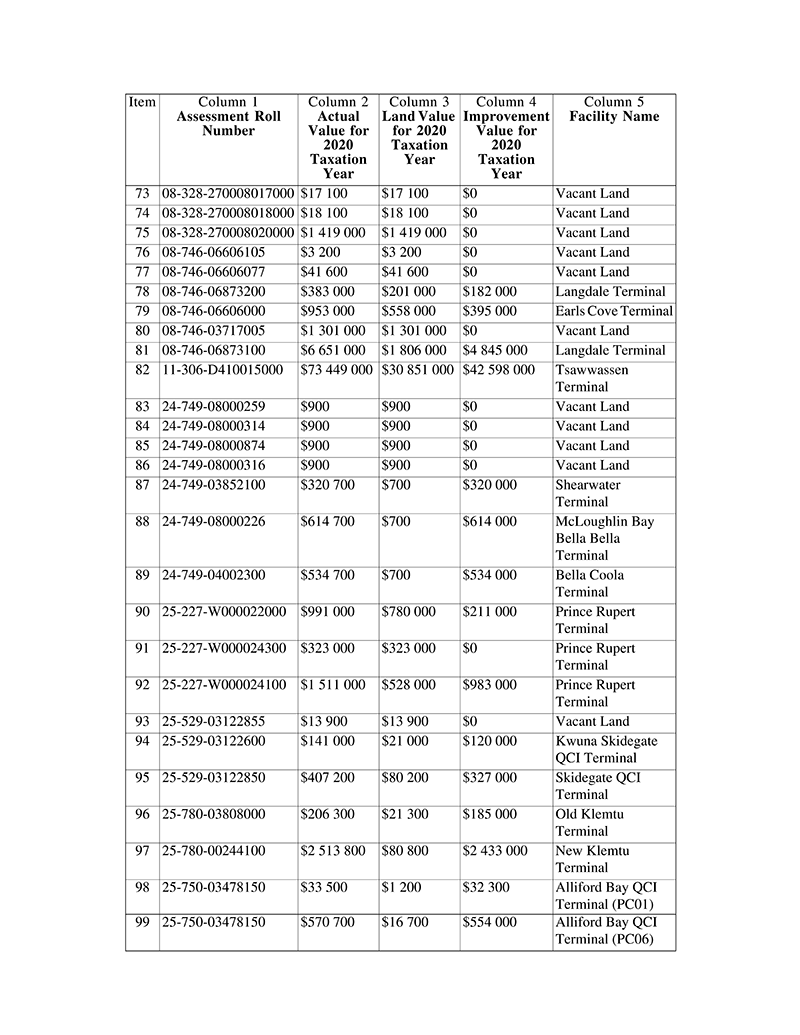 Item Column 1 Column 2 Column 3 Column 4 Column 5
Assessment Roll Actual Land Value Improvement Facility Name
Number Value for for 2020 Value for
2020 Taxation 2020
Taxation Year Taxation
Year Year
73 08-328-270008017000 $17 100 $17 100 $0 Vacant Land
74 08-328-270008018000 $18 100 $18 100 $0 Vacant Land
75 08-328-270008020000 $1 419 000 $1 419 000 $0 Vacant Land
76 08-746-06606105 $3 200 $3 200 $0 Vacant Land
77 08-746-06606077 $41 600 $41 600 $0 Vacant Land
78 08-746-06873200 $383 000 $201 000 $182 000 Langdale Terminal
79 08-746-06606000 $953 000 $558 000 $395 000 Earls Cove Terminal
80 08-746-03717005 $1 301 000 $1 301 000 $0 Vacant Land
81 08-746-06873100 $6 651 000 $1 806 000 $4 845 000 Langdale Terminal
82 11-306-D410015000 $73 449 000 $30 851 000 $42 598 000 Tsawwassen
Terminal
83 24-749-08000259 $900 $900 $0 Vacant Land
84 24-749-08000314 $900 $900 $0 Vacant Land
85 24-749-08000874 $900 $900 $0 Vacant Land
86 24-749-08000316 $900 $900 $0 Vacant Land
87 24-749-03852100 $320 700 $700 $320 000 Shearwater
Terminal
88 24-749-08000226 $614 700 $700 $614 000 McLoughlin Bay
Bella Bella
Terminal
89 24-749-04002300 $534 700 $700 $534 000 Bella Coola
Terminal
90 25-227-W000022000 $991 000 $780 000 $211 000 Prince Rupert
Terminal
91 25-227-W000024300 $323 000 $323 000 $0 Prince Rupert
Terminal
92 25-227-W000024100 $1 511 000 $528 000 $983 000 Prince Rupert
Terminal
93 25-529-03122855 $13 900 $13 900 $0 Vacant Land
94 25-529-03122600 $141 000 $21 000 $120 000 Kwuna Skidegate
QCI Terminal
95 25-529-03122850 $407 200 $80 200 $327 000 Skidegate QCI
Terminal
96 25-780-03808000 $206 300 $21 300 $185 000 Old Klemtu
Terminal
97 25-780-00244100 $2 513 800 $80 800 $2 433 000 New Klemtu
Terminal
98 25-750-03478150 $33 500 $1 200 $32 300 Alliford Bay QCI
Terminal (PC01)
99 25-750-03478150 $570 700 $16 700 $554 000 Alliford Bay QCI
Terminal (PC06)